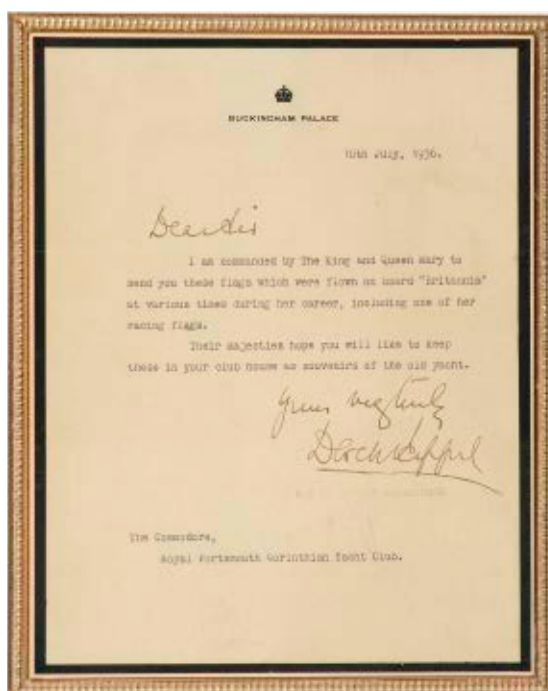 BUCKINGHAM PALACE
10th July, 1936.
Dear Sir
I am commanded by The King and Queen Mary to
send you these flags which were flown on board "Britannia"
at various times during her career, including one of her
racing flags.
Their Majesties hope you will like to keep
these in your club house as souvenirs of the old yacht.
Yours very truly
Derek Keppel
The Commodore,
Royal Portsmouth Corinthian Yacht Club.